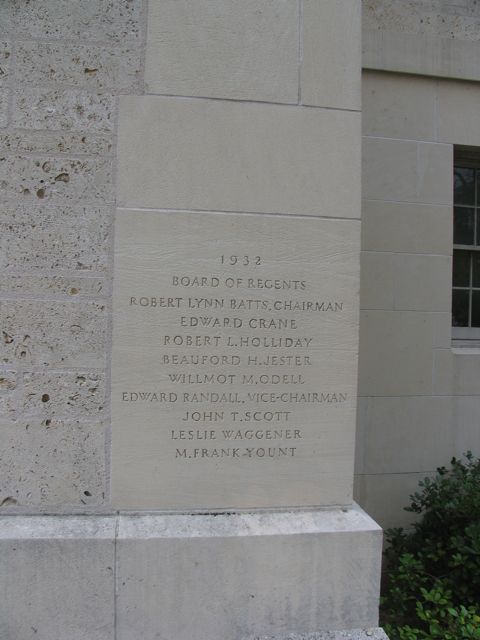 1932
BOARD OF REGENTS
ROBERT LYNN BATTS, CHAIRMAN
EDWARD CRANE
ROBERT L. HOLLIDAY
BEAUFORD H. JESTER
WILLMOT M. ODELL
EDWARD RANDALL, VICE-CHAIRMAN
JOHN T. SCOTT
LESLIE WAGGENER
M. FRANK YOUNT